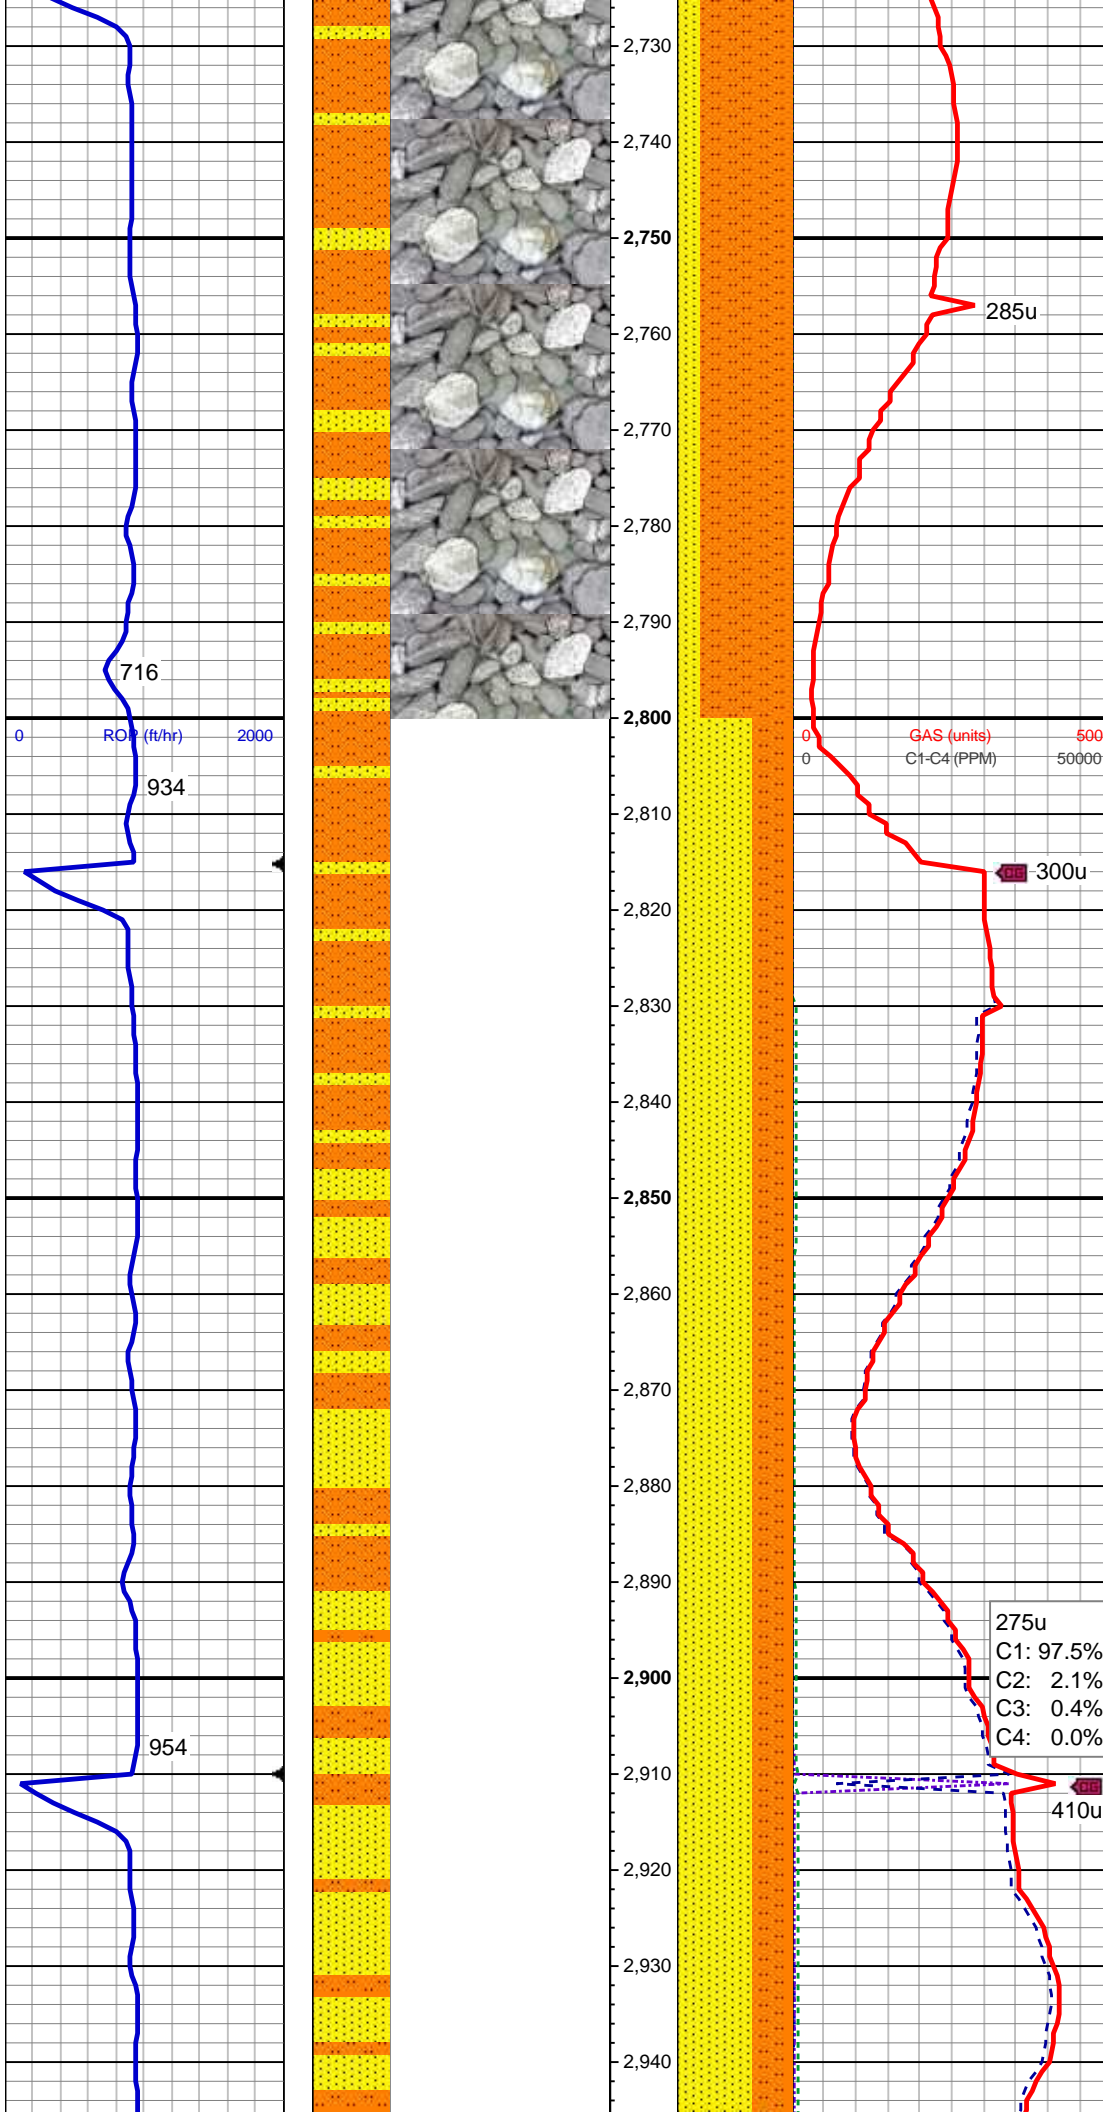 2,730
2,740
2,750
285u
2,760
2,770
2,780
2,790
716
2,800
0 ROP (ft/hr) 2000
0 GAS (units) 500
0 C1-C4 (PPM) 50000
934
2,810
CG 300u
2,820
2,830
2,840
2,850
2,860
2,870
2,880
2,890
275u
C1: 97.5%
C2: 2.1%
2,900
C3: 0.4%
C4: 0.0%
954
2,910
CG
410u
2,920
2,930
2,940